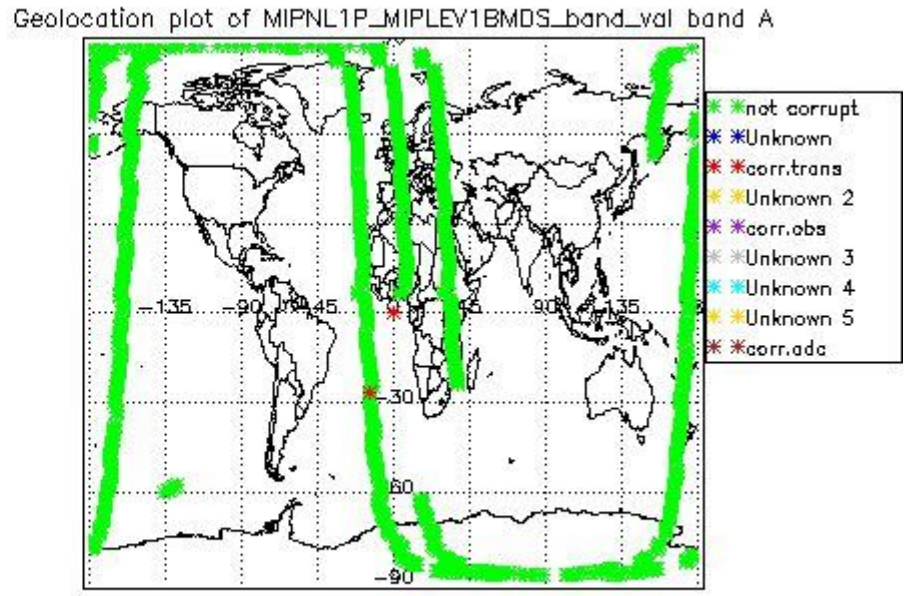 Geolocation plot of MIPNL1P_MIPLEV1BMDS_band_val band A
not corrupt
Unknown
corr.trans
Unknown 2
corr.obs
Unknown 3
Unknown 4
Unknown 5
corr.adc
-135 -90 -45 45 90 135
-30
-60
-90